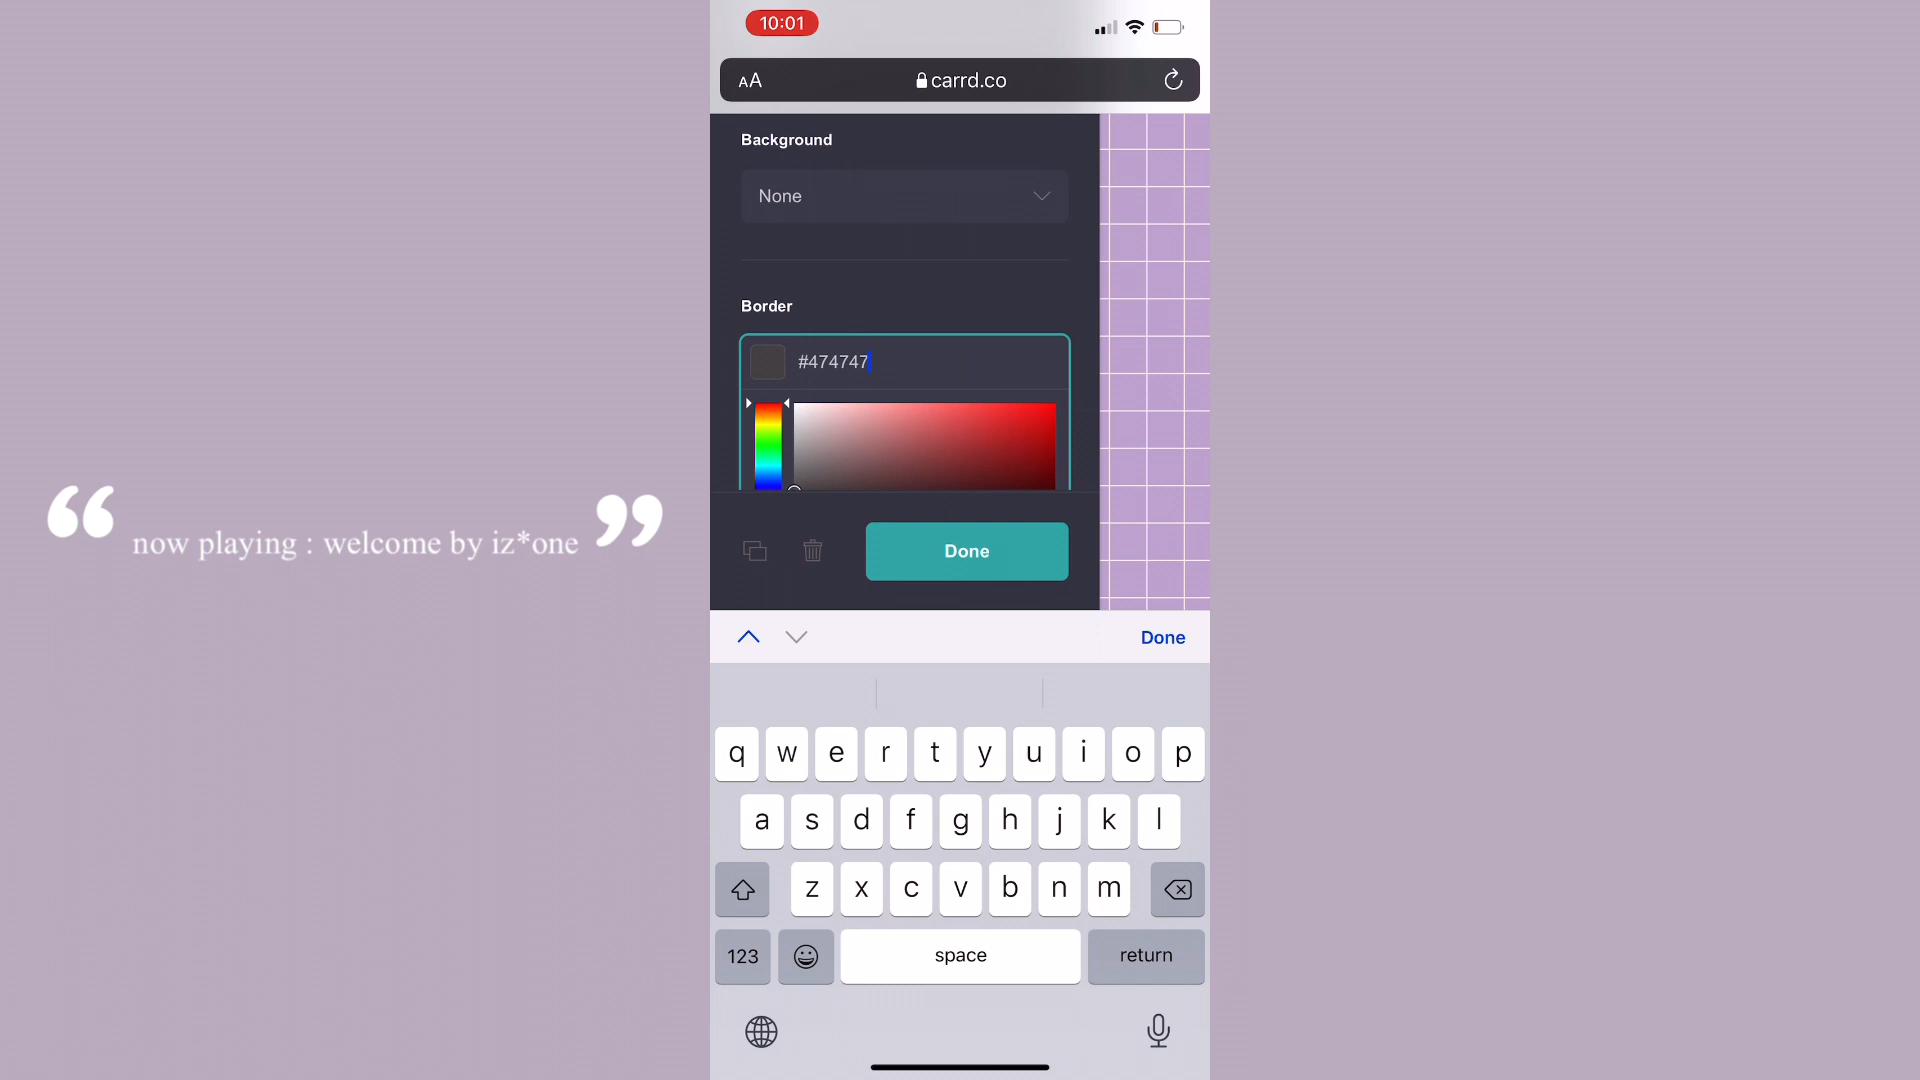 10:01
AA
carrd.co
Background
None
Border
#474747
“ now playing : welcome by iz*one ”
Done
Done
q w e r t y u i o p
a s d f g h j k l
z x c v b n m
123
space
return